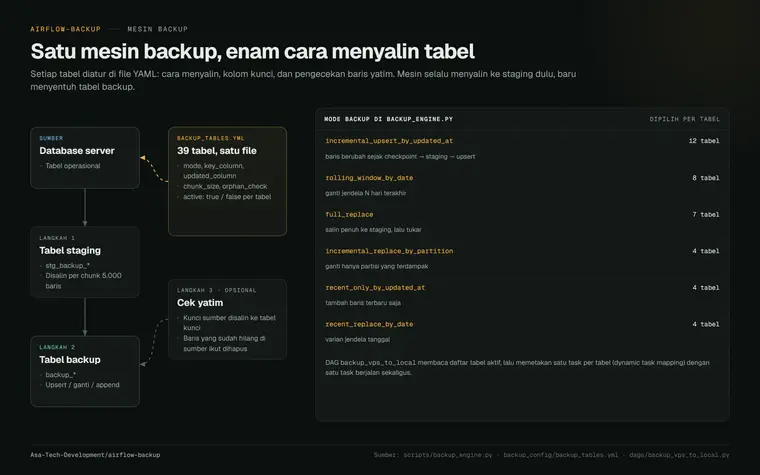 AIRFLOW-BACKUP — MESIN BACKUP
Satu mesin backup, enam cara menyalin tabel
Setiap tabel diatur di file YAML: cara menyalin, kolom kunci, dan pengecekan baris yatim. Mesin selalu menyalin ke staging dulu, baru
menyentuh tabel backup.
SUMBER
Database server
· Tabel operasional
BACKUP_TABLES.YML
39 tabel, satu file
· mode, key_column,
updated_column
· chunk_size, orphan_check
· active: true / false per tabel
LANGKAH 1
Tabel staging
· stg_backup_*
· Disalin per chunk 5.000
baris
LANGKAH 3 · OPSIONAL
Cek yatim
· Kunci sumber disalin ke tabel
kunci
· Baris yang sudah hilang di
sumber ikut dihapus
LANGKAH 2
Tabel backup
· backup_*
· Upsert / ganti / append
MODE BACKUP DI BACKUP_ENGINE.PY DIPILIH PER TABEL
incremental_upsert_by_updated_at 12 tabel
baris berubah sejak checkpoint → staging → upsert
rolling_window_by_date 8 tabel
ganti jendela N hari terakhir
full_replace 7 tabel
salin penuh ke staging, lalu tukar
incremental_replace_by_partition 4 tabel
ganti hanya partisi yang terdampak
recent_only_by_updated_at 4 tabel
tambah baris terbaru saja
recent_replace_by_date 4 tabel
varian jendela tanggal
DAG backup_vps_to_local membaca daftar tabel aktif, lalu memetakan satu task per tabel (dynamic task mapping) dengan
satu task berjalan sekaligus.
Asa-Tech-Development/airflow-backup
Sumber: scripts/backup_engine.py · backup_config/backup_tables.yml · dags/backup_vps_to_local.py